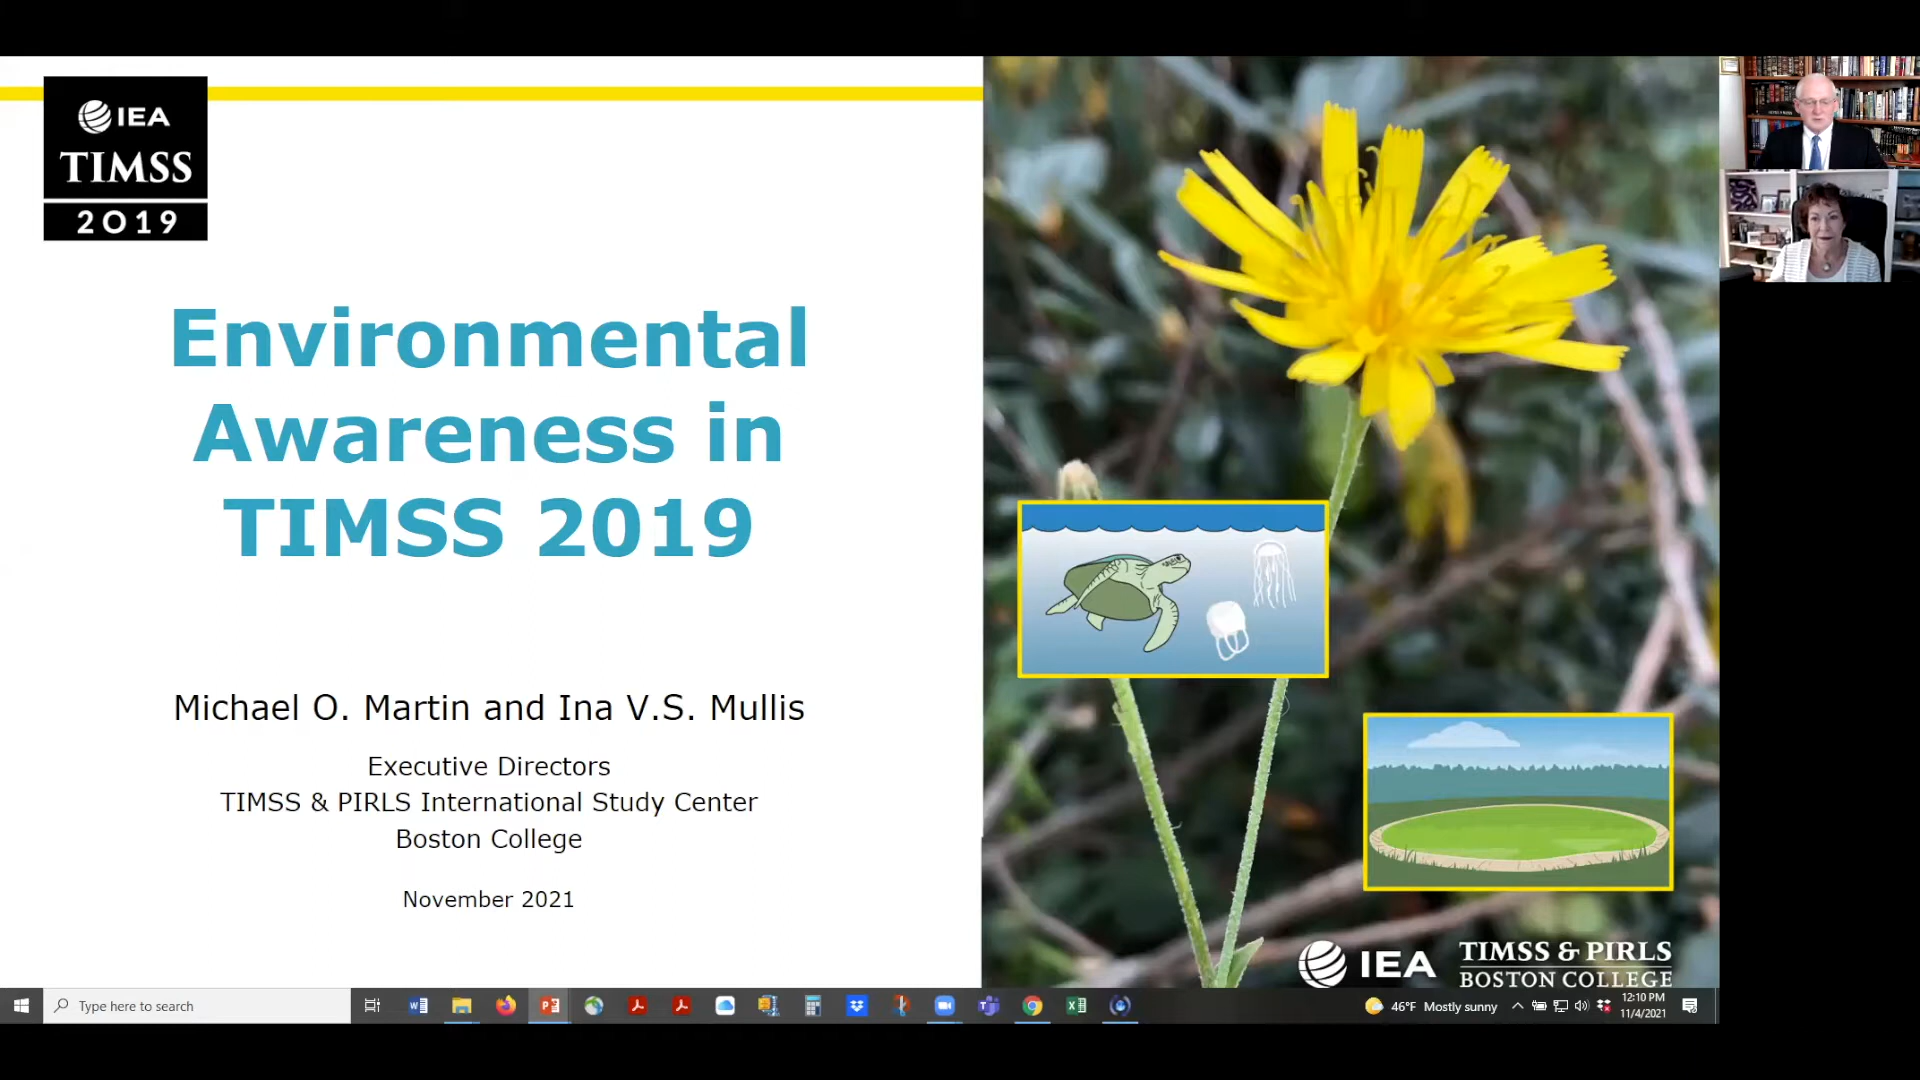 IEA
TIMSS
2019
Environmental
Awareness in
TIMSS 2019
Michael O. Martin and Ina V.S. Mullis
Executive Directors
TIMSS & PIRLS International Study Center
Boston College
November 2021
IEA
TIMSS & PIRLS
BOSTON COLLEGE
Type here to search
46°F Mostly sunny
12:10 PM
11/4/2021